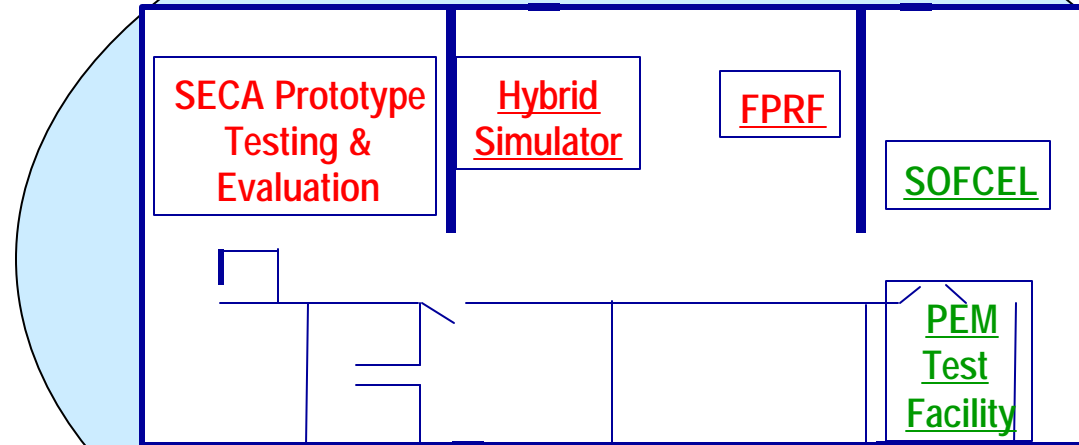 SECA Prototype
Testing &
Evaluation
Hybrid
Simulator
FPRF
SOFCEL
PEM
Test
Facility